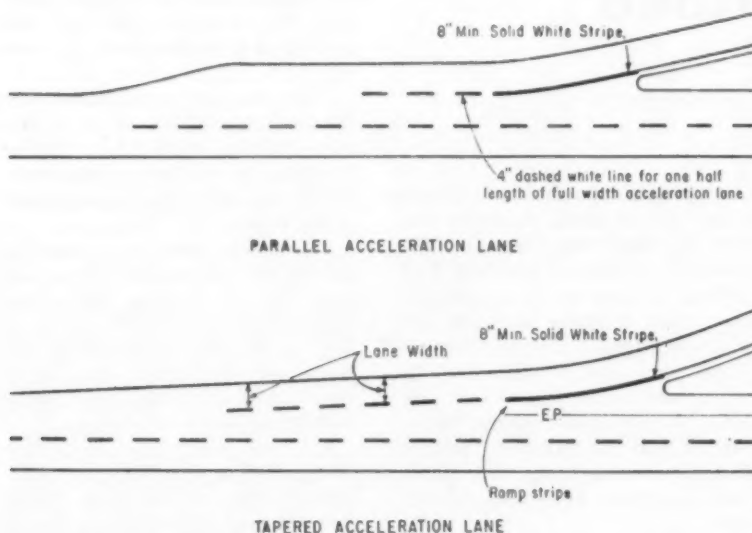 8" Min. Solid White Stripe,
4" dashed white line for one half
length of full width acceleration lane
PARALLEL ACCELERATION LANE
Lane Width
8" Min. Solid White Stripe,
E.P.
Ramp stripe
TAPERED ACCELERATION LANE